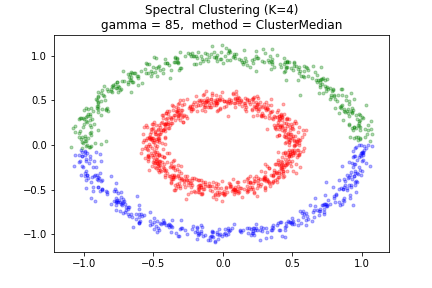 Spectral Clustering (K=4)
gamma = 85,  method = ClusterMedian
1.0
0.5
0.0
−0.5
−1.0
−1.0 −0.5 0.0 0.5 1.0